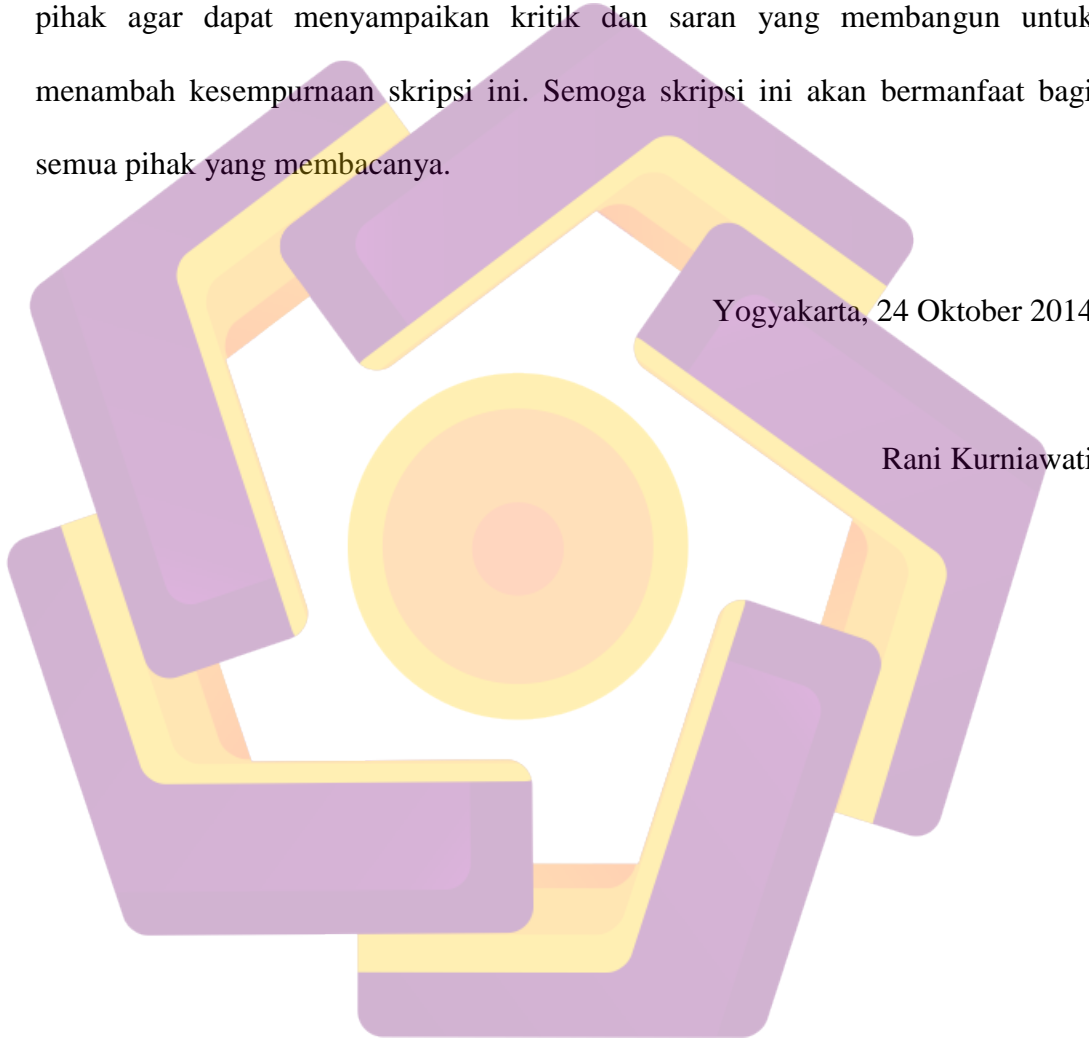 pihak agar dapat menyampaikan kritik dan saran yang membangun untuk
menambah kesempurnaan skripsi ini. Semoga skripsi ini akan bermanfaat bagi
semua pihak yang membacanya.
Yogyakarta, 24 Oktober 2014
Rani Kurniawati